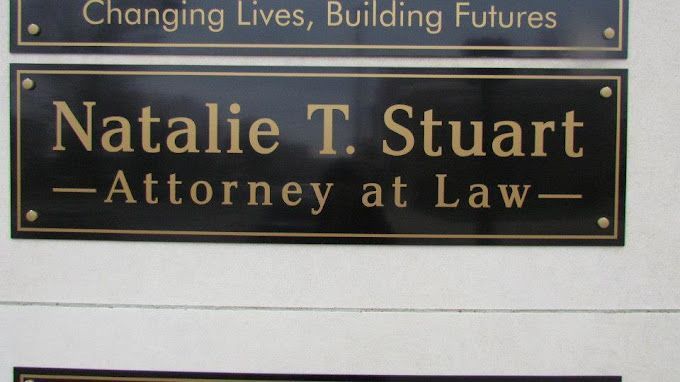 Changing Lives, Building Futures
Natalie T. Stuart
—Attorney at Law—